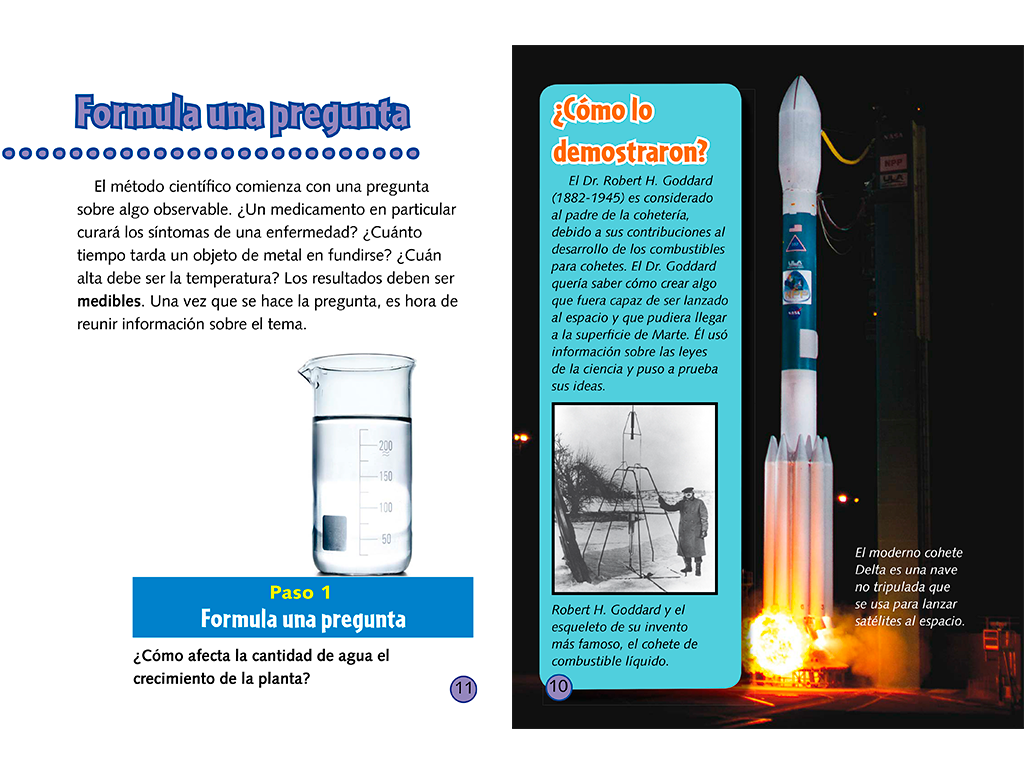 Formula una pregunta
El método científico comienza con una pregunta
sobre algo observable. ¿Un medicamento en particular
curará los síntomas de una enfermedad? ¿Cuánto
tiempo tarda un objeto de metal en fundirse? ¿Cuán
alta debe ser la temperatura? Los resultados deben ser
medibles. Una vez que se hace la pregunta, es hora de
reunir información sobre el tema.
200
150
100
50
Paso 1
Formula una pregunta
¿Cómo afecta la cantidad de agua el
crecimiento de la planta?
11
¿Cómo lo
demostraron?
El Dr. Robert H. Goddard
(1882-1945) es considerado
al padre de la cohetería,
debido a sus contribuciones al
desarrollo de los combustibles
para cohetes. El Dr. Goddard
quería saber cómo crear algo
que fuera capaz de ser lanzado
al espacio y que pudiera llegar
a la superficie de Marte. Él usó
información sobre las leyes
de la ciencia y puso a prueba
sus ideas.
Robert H. Goddard y el
esqueleto de su invento
más famoso, el cohete de
combustible líquido.
10
NPP
ULA
ULA
NASA
El moderno cohete
Delta es una nave
no tripulada que
se usa para lanzar
satélites al espacio.